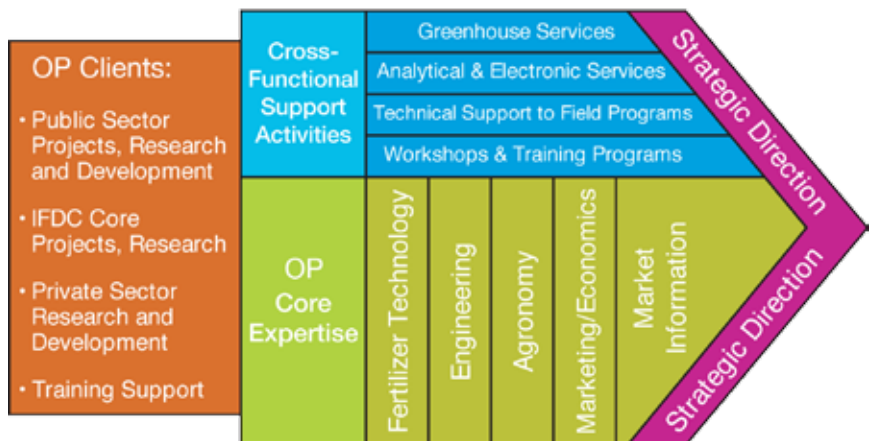 OP Clients:
• Public Sector
Projects, Research
and Development
• IFDC Core
Projects, Research
• Private Sector
Research and
Development
• Training Support
Cross-
Functional
Support
Activities
Greenhouse Services
Analytical & Electronic Services
Technical Support to Field Programs
Workshops & Training Programs
OP
Core
Expertise
Fertilizer Technology
Engineering
Agronomy
Marketing/Economics
Market
Information
Strategic Direction
Strategic Direction